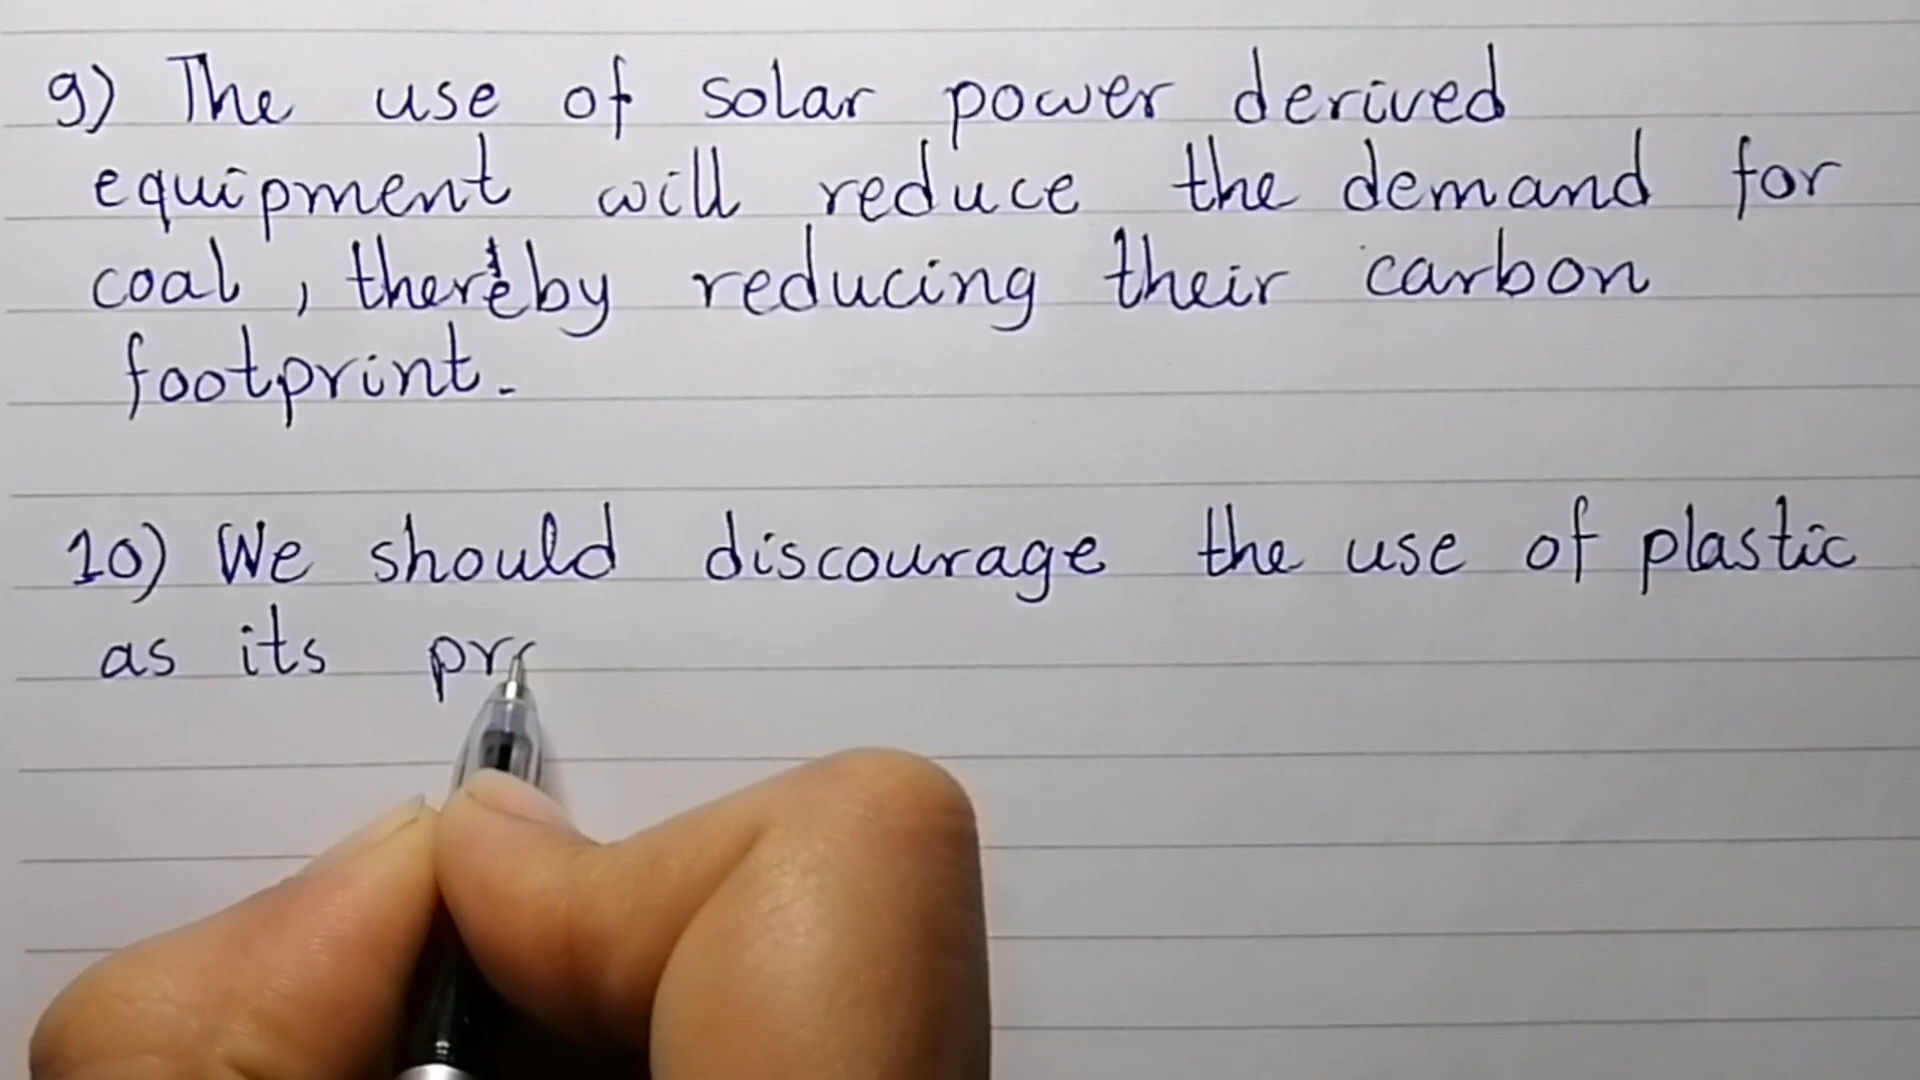 9) The use of solar power derived
equipment will reduce the demand for
coal, thereby reducing their carbon
footprint.
10) We should discourage the use of plastic
as its